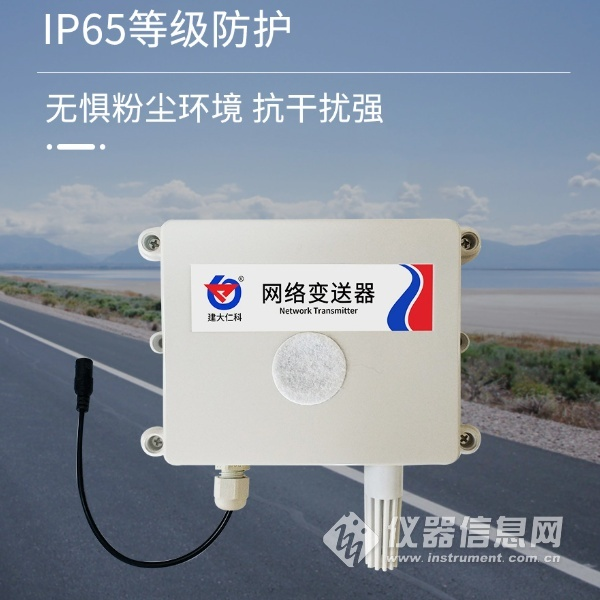 IP65等级防护
无惧粉尘环境 抗干扰强
®
建大仁科
网络变送器
Network Transmitter
仪器信息网
www.instrument.com.cn